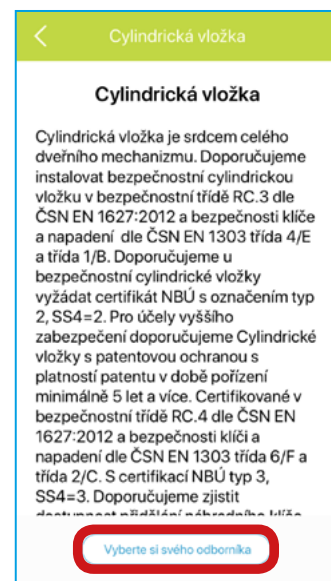 Cylindrická vložka
Cylindrická vložka
Cylindrická vložka je srdcem celého
dveřního mechanizmu. Doporučujeme
instalovat bezpečnostní cylindrickou
vložku v bezpečnostní třídě RC.3 dle
ČSN EN 1627:2012 a bezpečnosti klíče
a napadení  dle ČSN EN 1303 třída 4/E
a třída 1/B. Doporučujeme u
bezpečnostní cylindrické vložky
vyžádat certifikát NBÚ s označením typ
2, SS4=2. Pro účely vyššího
zabezpečení doporučujeme Cylindrické
vložky s patentovou ochranou s
platností patentu v době pořízení
minimálně 5 let a více. Certifikované v
bezpečnostní třídě RC.4 dle ČSN EN
1627:2012 a bezpečnosti klíči a
napadení dle ČSN EN 1303 třída 6/F a
třída 2/C. S certifikací NBÚ typ 3,
SS4=3. Doporučujeme zjistit
Vyberte si svého odborníka